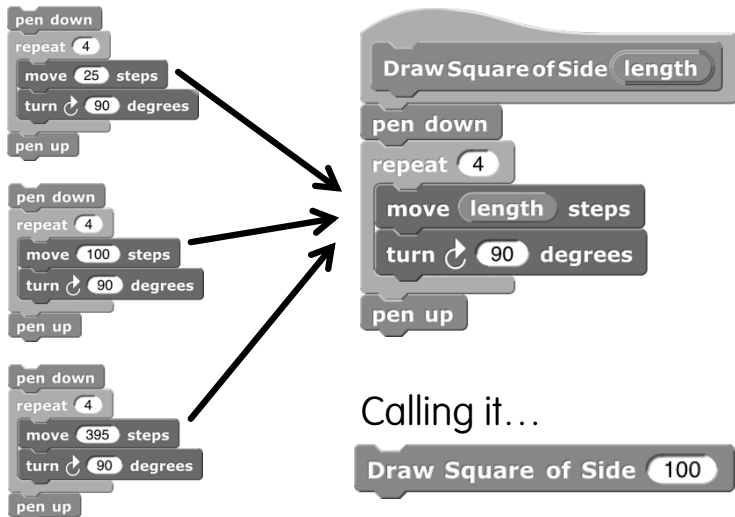 pen down
repeat 4
move 25 steps
turn 90 degrees
pen up
pen down
repeat 4
move 100 steps
turn 90 degrees
pen up
pen down
repeat 4
move 395 steps
turn 90 degrees
pen up
Draw Square of Side length
pen down
repeat 4
move length steps
turn 90 degrees
pen up
Calling it...
Draw Square of Side 100